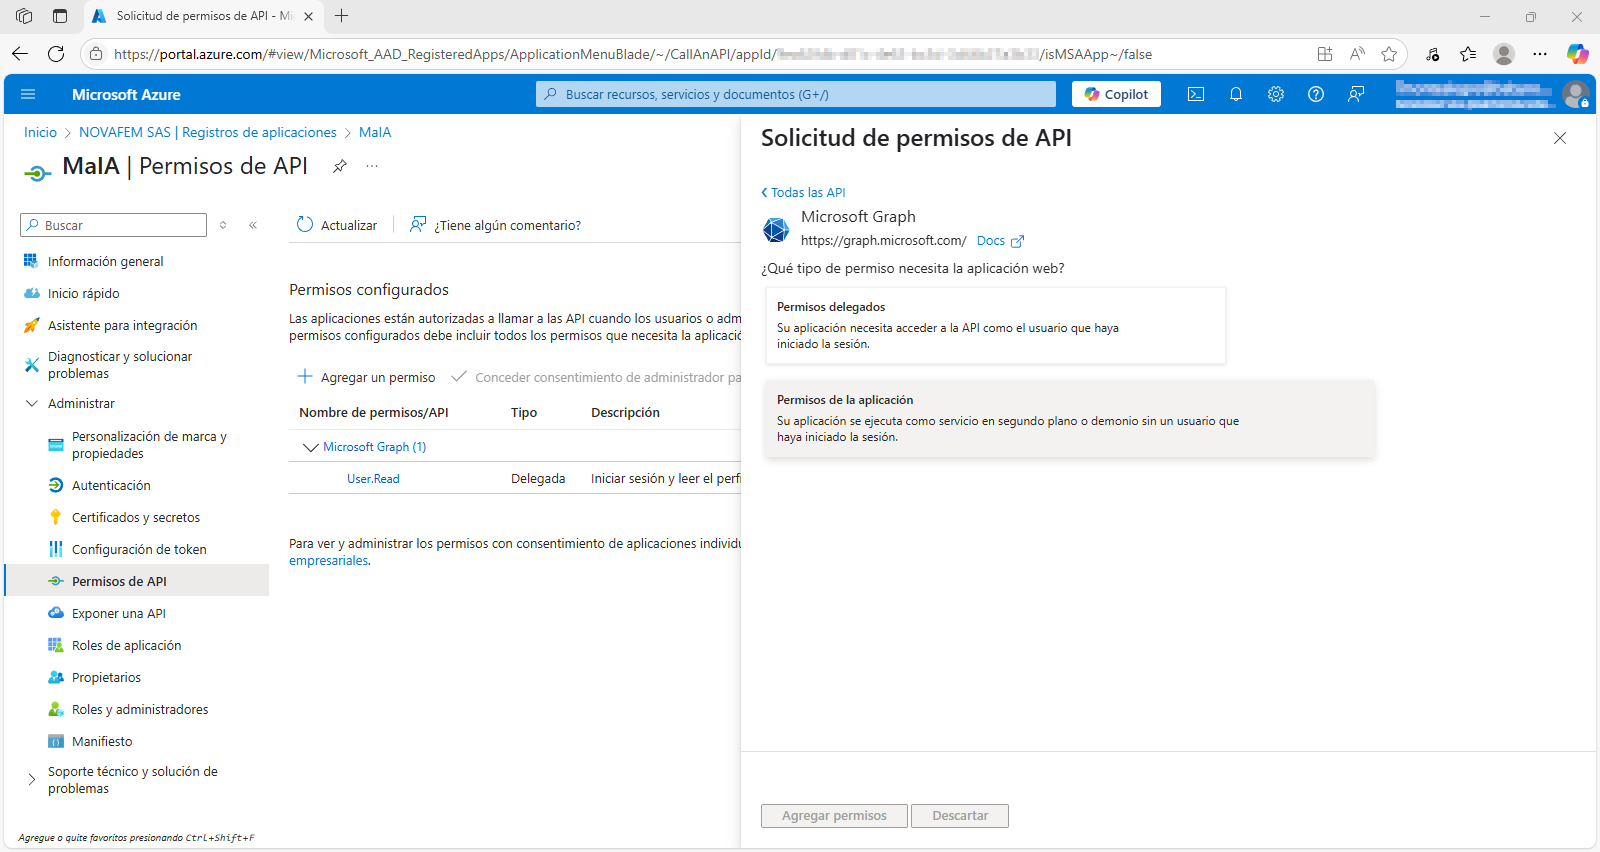 Solicitud de permisos de API - Mi
https://portal.azure.com/#view/Microsoft_AAD_RegisteredApps/ApplicationMenuBlade/~/CallAnAPI/appId/
/isMSAApp~/false
Microsoft Azure
Buscar recursos, servicios y documentos (G+/)
Copilot
Inicio > NOVAFEM SAS | Registros de aplicaciones > MaIA
MaIA | Permisos de API
Buscar
Información general
Inicio rápido
Asistente para integración
Diagnosticar y solucionar
problemas
Administrar
Personalización de marca y
propiedades
Autenticación
Certificados y secretos
Configuración de token
Permisos de API
Exponer una API
Roles de aplicación
Propietarios
Roles y administradores
Manifiesto
Soporte técnico y solución de
problemas
Agregue o quite favoritos presionando Ctrl+Shift+F
Actualizar
¿Tiene algún comentario?
Permisos configurados
Las aplicaciones están autorizadas a llamar a las API cuando los usuarios o adm
permisos configurados debe incluir todos los permisos que necesita la aplicació
Agregar un permiso
Conceder consentimiento de administrador pa
Nombre de permisos/API Tipo Descripción
Microsoft Graph (1)
User.Read Delegada Iniciar sesión y leer el perfi
Para ver y administrar los permisos con consentimiento de aplicaciones individu
empresariales.
Solicitud de permisos de API
Todas las API
Microsoft Graph
https://graph.microsoft.com/ Docs
¿Qué tipo de permiso necesita la aplicación web?
Permisos delegados
Su aplicación necesita acceder a la API como el usuario que haya
iniciado la sesión.
Permisos de la aplicación
Su aplicación se ejecuta como servicio en segundo plano o demonio sin un usuario que
haya iniciado la sesión.
Agregar permisos
Descartar